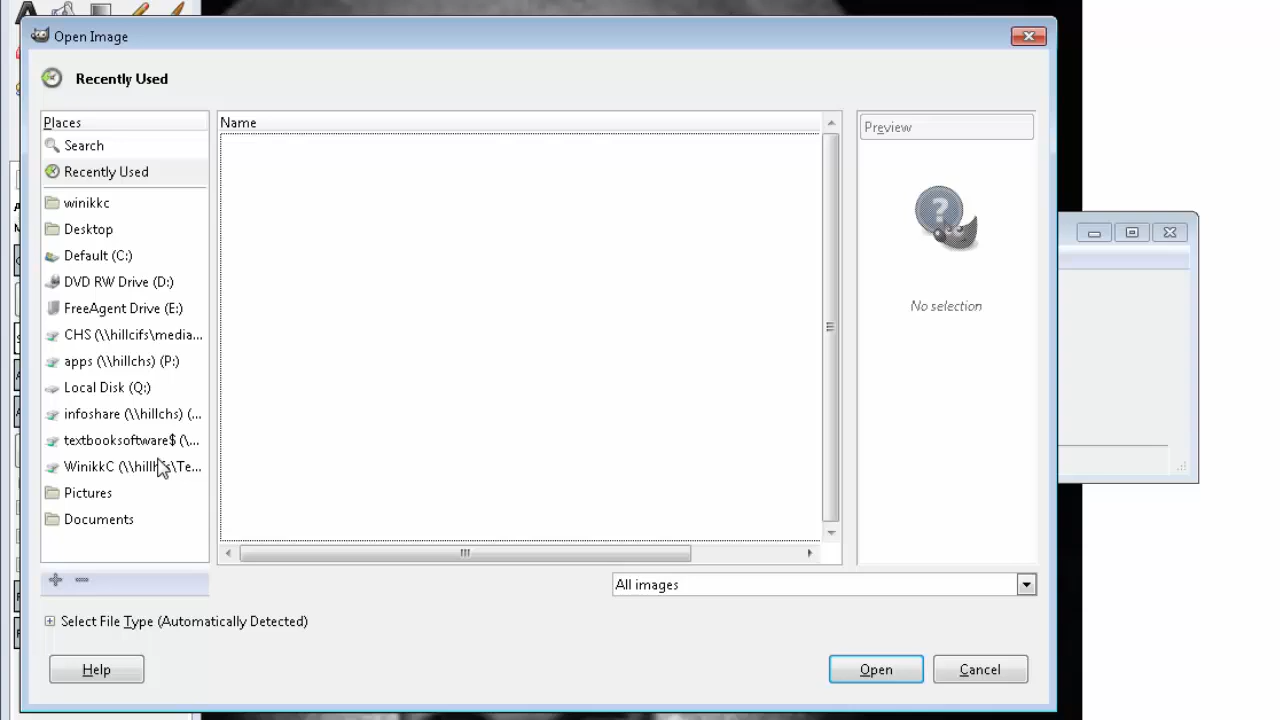 Open Image
Recently Used
Places
Search
Recently Used
winikkc
Desktop
Default (C:)
DVD RW Drive (D:)
FreeAgent Drive (E:)
CHS (\\hillcifs\media...
apps (\\hillchs) (P:)
Local Disk (Q:)
infoshare (\\hillchs) (...
textbooksoftware$ (\...
Pictures
Documents
Name
Preview
No selection
All images
Select File Type (Automatically Detected)
Help
Open
Cancel